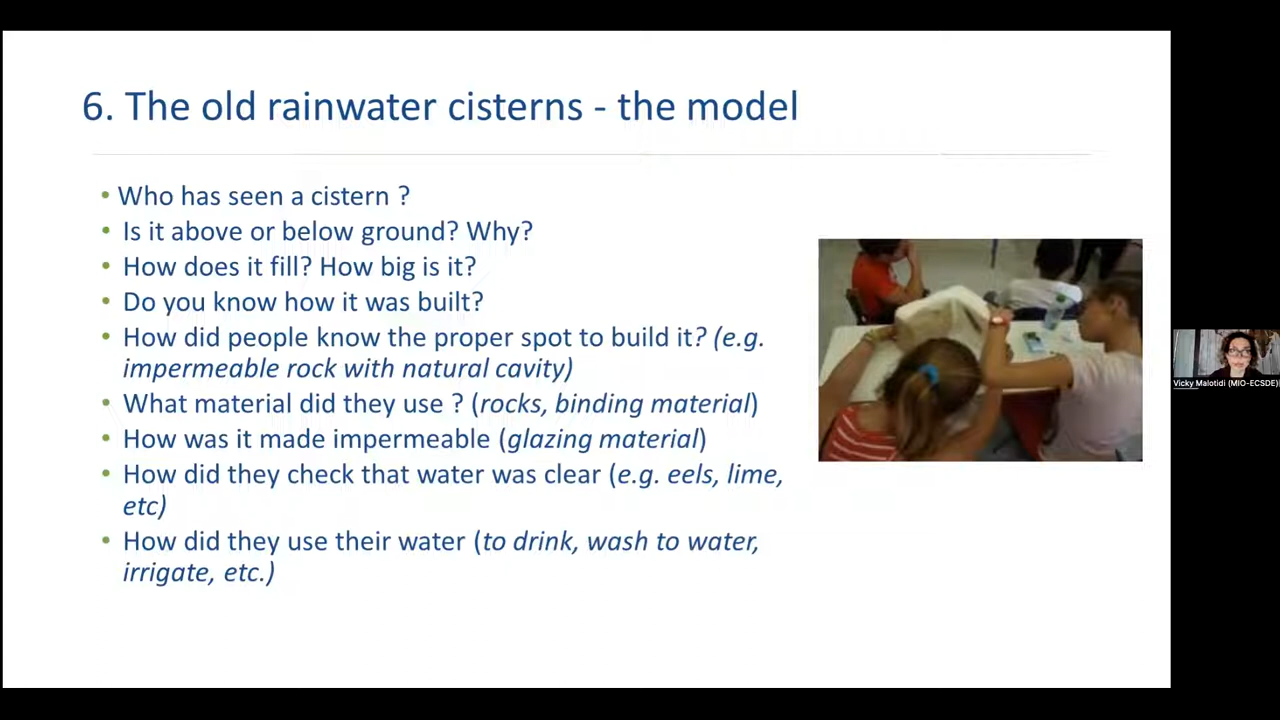 6. The old rainwater cisterns - the model
• Who has seen a cistern ?
• Is it above or below ground? Why?
• How does it fill? How big is it?
• Do you know how it was built?
• How did people know the proper spot to build it? (e.g.
impermeable rock with natural cavity)
• What material did they use ? (rocks, binding material)
• How was it made impermeable (glazing material)
• How did they check that water was clear (e.g. eels, lime,
etc)
• How did they use their water (to drink, wash to water,
irrigate, etc.)
Vicky Malotidi (MIO-ECSDE)